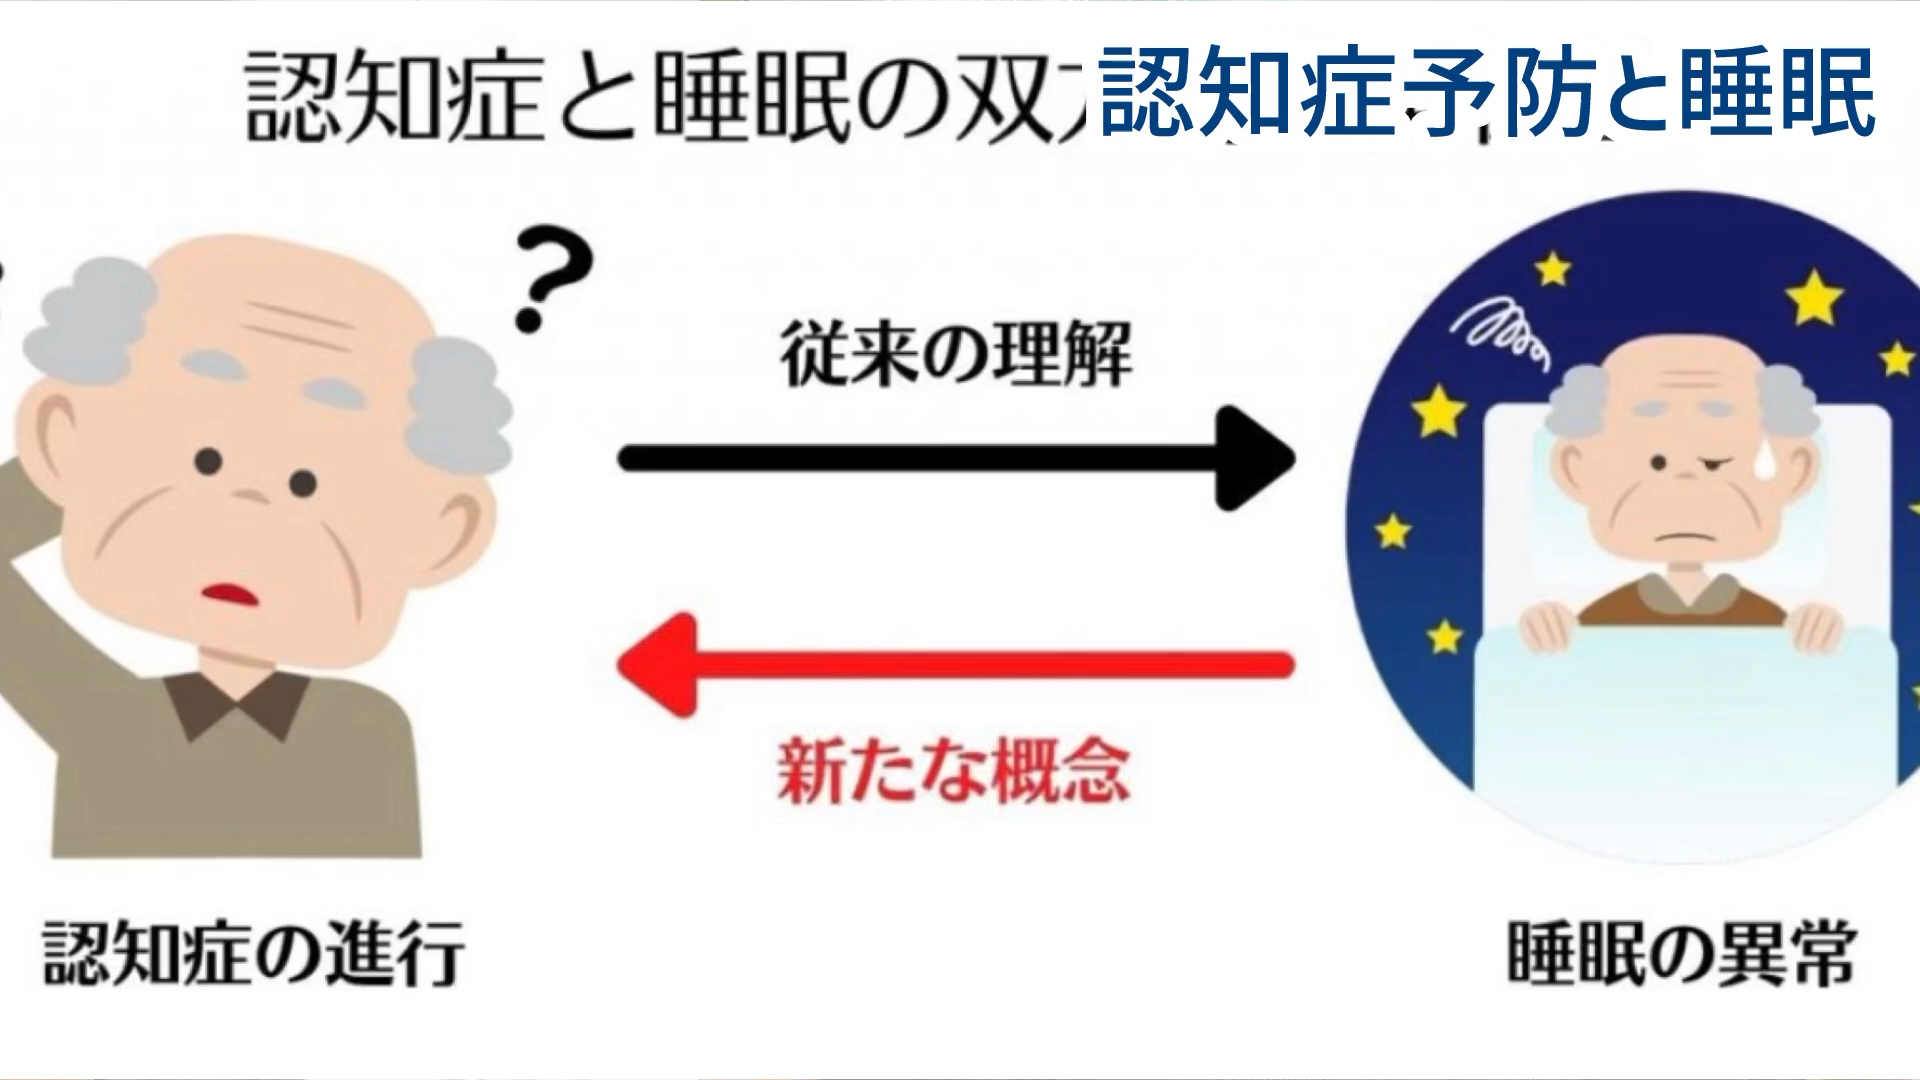 認知症と睡眠の双
認知症予防と睡眠
?
従来の理解
新たな概念
認知症の進行
睡眠の異常